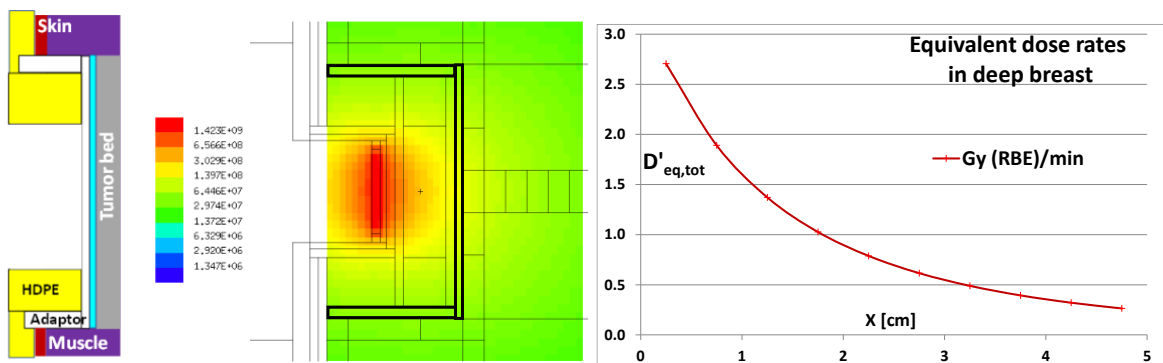 Skin
Tumor bed
HDPE
Adaptor
Muscle
1.423E+09
6.566E+08
3.029E+08
1.397E+08
6.446E+07
2.974E+07
1.372E+07
6.329E+06
2.920E+06
1.347E+06
Equivalent dose rates
in deep breast
D'eq,tot
Gy (RBE)/min
3.0
2.5
2.0
1.5
1.0
0.5
0.0
X [cm]
0 1 2 3 4 5